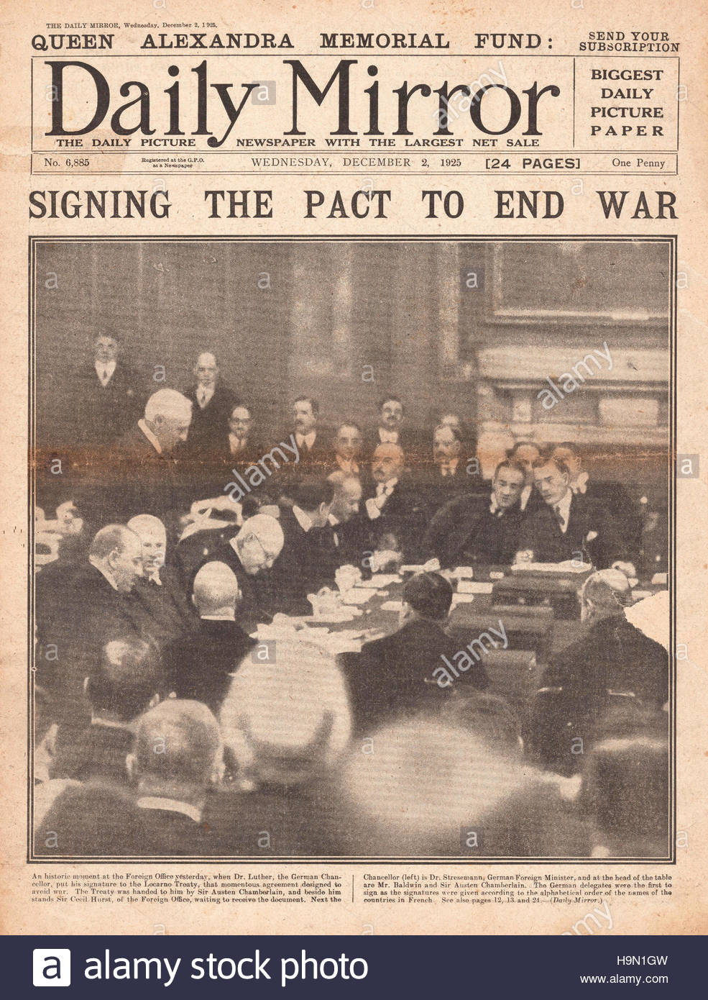 THE DAILY MIRROR, Wednesday, December 2, 1925.
QUEEN ALEXANDRA MEMORIAL FUND: SEND YOUR SUBSCRIPTION
Daily Mirror
THE DAILY PICTURE NEWSPAPER WITH THE LARGEST NET SALE
BIGGEST
DAILY
PICTURE
PAPER
No. 6,885
Registered at the G.P.O.
as a Newspaper
WEDNESDAY, DECEMBER 2, 1925
[24 PAGES]
One Penny
SIGNING THE PACT TO END WAR
An historic moment at the Foreign Office yesterday, when Dr. Luther, the German Chan-
cellor, put his signature to the Locarno Treaty, that momentous agreement designed to
avoid war. The Treaty was handed to him by Sir Austen Chamberlain, and beside him
stands Sir Cecil Hurst, of the Foreign Office, waiting to receive the document. Next the
Chancellor (left) is Dr. Stresemann, German Foreign Minister, and at the head of the table
are Mr. Baldwin and Sir Austen Chamberlain. The German delegates were the first to
sign as the signatures were given according to the alphabetical order of the names of the
countries in French. See also pages 12, 13 and 24.—(Daily Mirror.)
a alamy stock photo
H9N1GW
www.alamy.com
alamy
alamy
alamy
alamy
alamy
alamy